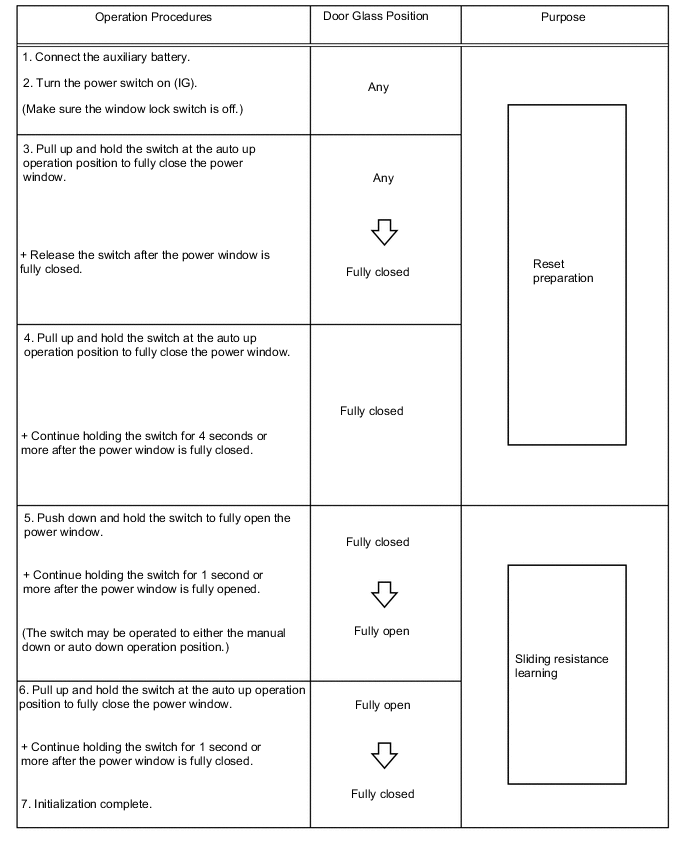 Operation Procedures
Door Glass Position
Purpose
1. Connect the auxiliary battery.
2. Turn the power switch on (IG).
(Make sure the window lock switch is off.)
Any
3. Pull up and hold the switch at the auto up
operation position to fully close the power
window.
+ Release the switch after the power window is
fully closed.
Any
Fully closed
4. Pull up and hold the switch at the auto up
operation position to fully close the power window.
+ Continue holding the switch for 4 seconds or
more after the power window is fully closed.
Fully closed
Reset
preparation
5. Push down and hold the switch to fully open the
power window.
+ Continue holding the switch for 1 second or
more after the power window is fully opened.
(The switch may be operated to either the manual
down or auto down operation position.)
Fully closed
Fully open
6. Pull up and hold the switch at the auto up operation
position to fully close the power window.
+ Continue holding the switch for 1 second or
more after the power window is fully closed.
7. Initialization complete.
Fully open
Fully closed
Sliding resistance
learning